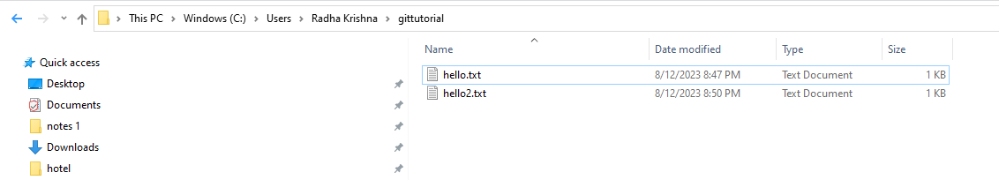 This PC > Windows (C:) > Users > Radha Krishna > gittutorial
Name Date modified Type Size
Quick access
hello.txt 8/12/2023 8:47 PM Text Document 1 KB
Desktop
hello2.txt 8/12/2023 8:50 PM Text Document 1 KB
Documents
notes 1
Downloads
hotel